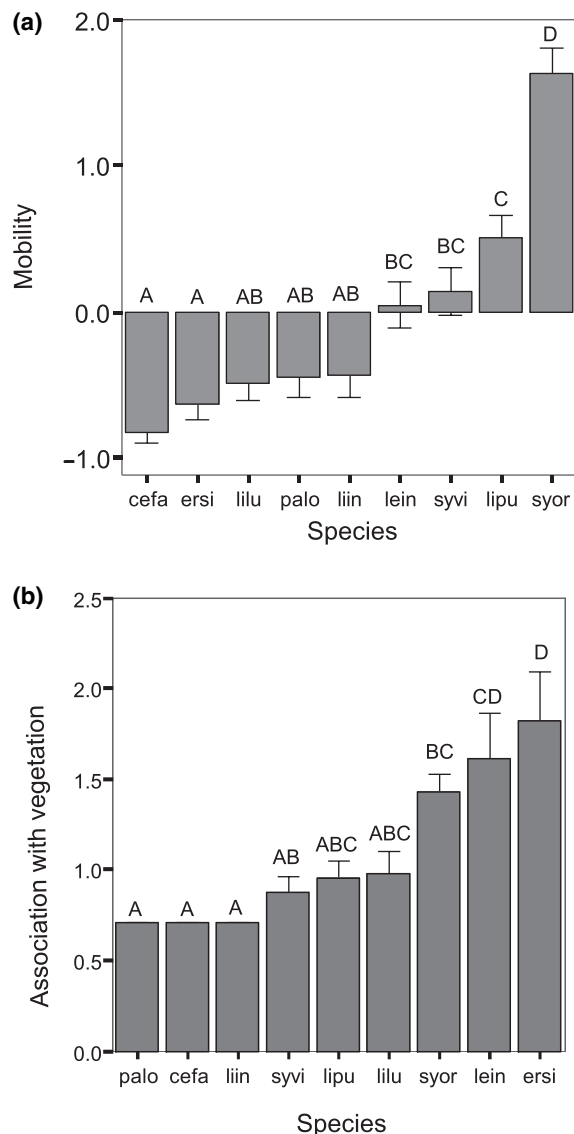 (a)
2.0
1.0
0.0
−1.0
Mobility
A A AB AB AB BC BC C D
cefa ersi lilu palo liin lein syvi lipu syor
Species
(b)
2.5
2.0
1.5
1.0
0.5
0.0
Association with vegetation
A A A AB ABC ABC BC CD D
palo cefa liin syvi lipu lilu syor lein ersi
Species